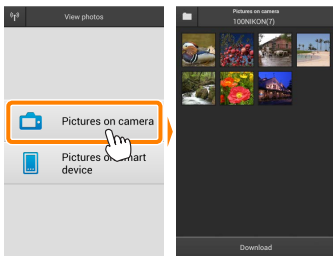 View photos
Pictures on camera
Pictures on smart
device
Pictures on camera
100NIKON(7)
Download